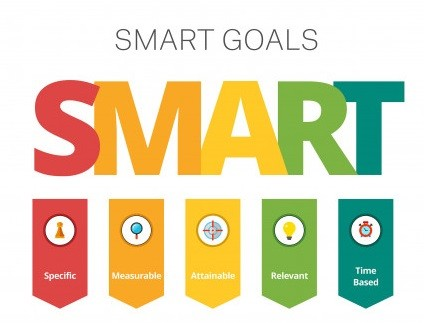 SMART GOALS
SMART
Specific
Measurable
Attainable
Relevant
Time
Based